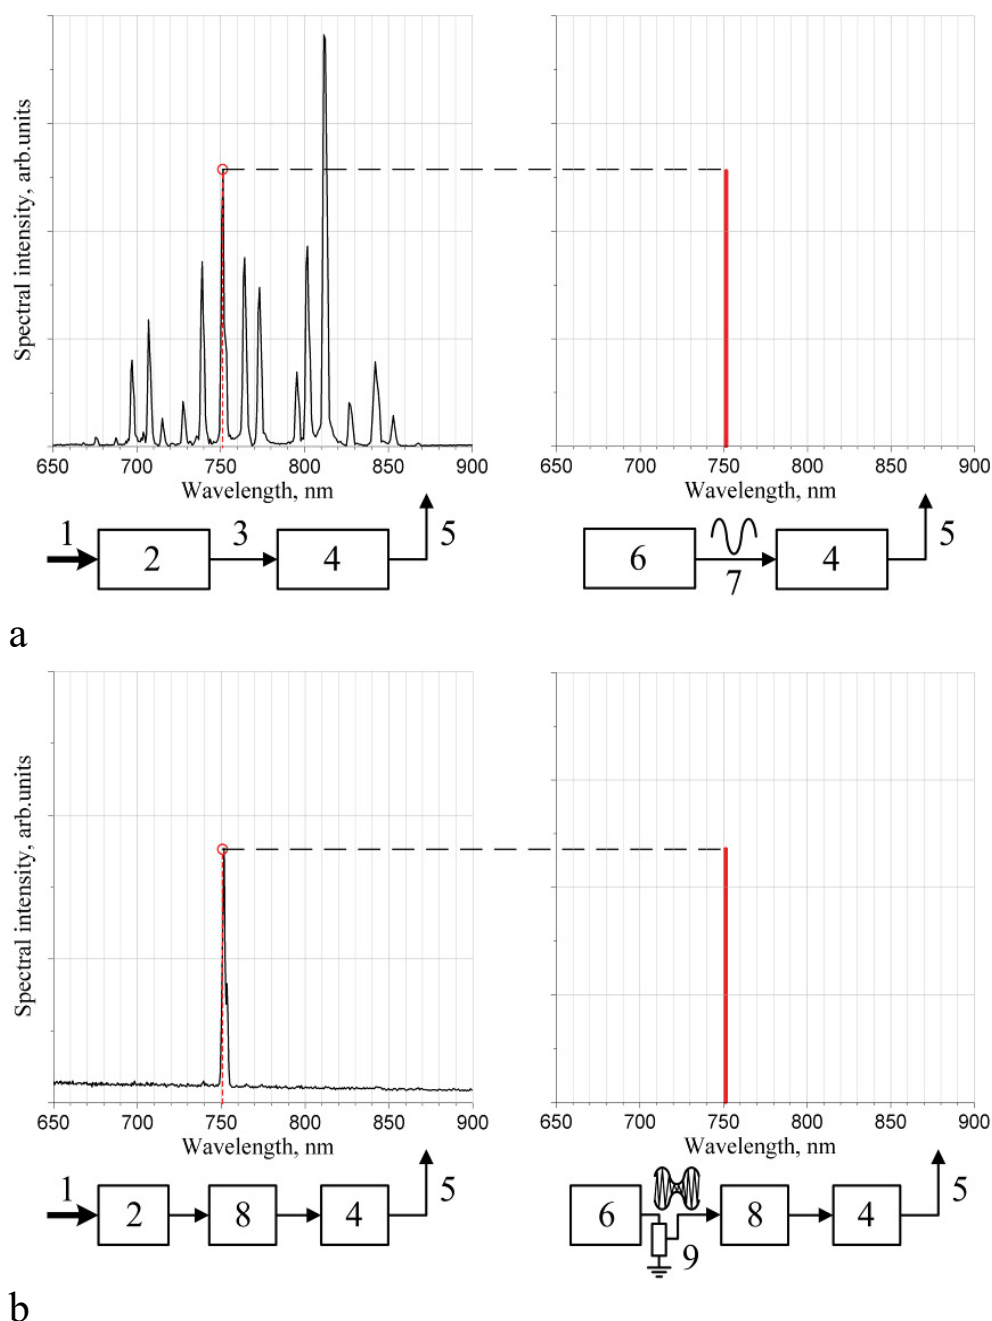 Spectral intensity, arb.units
650 700 750 800 850 900
Wavelength, nm
650 700 750 800 850 900
Wavelength, nm
1 2 3 4 5
6 7 4 5
a
Spectral intensity, arb.units
650 700 750 800 850 900
Wavelength, nm
650 700 750 800 850 900
Wavelength, nm
1 2 8 4 5
6 9 8 4 5
b